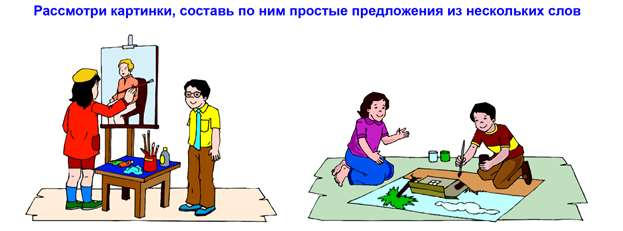 Рассмотри картинки, составь по ним простые предложения из нескольких слов